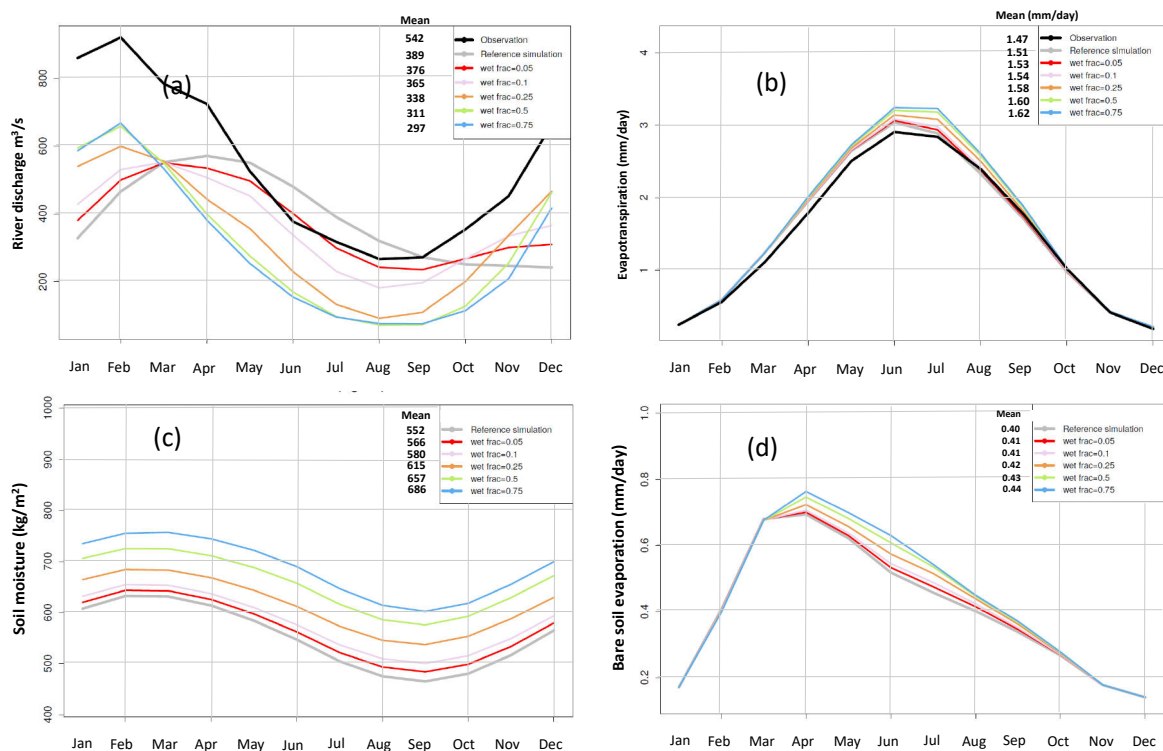 Mean
542 Observation
389 Reference simulation
376 wet frac=0.05
365 wet frac=0.1
338 wet frac=0.25
311 wet frac=0.5
297 wet frac=0.75
(a)
River discharge m³/s
800
600
400
200
Jan Feb Mar Apr May Jun Jul Aug Sep Oct Nov Dec
Mean (mm/day)
1.47 Observation
1.51 Reference simulation
1.53 wet frac=0.05
1.54 wet frac=0.1
1.58 wet frac=0.25
1.60 wet frac=0.5
1.62 wet frac=0.75
(b)
Evapotranspiration (mm/day)
4
3
2
1
Jan Feb Mar Apr May Jun Jul Aug Sep Oct Nov Dec
Mean
552 Reference simulation
566 wet frac=0.05
580 wet frac=0.1
615 wet frac=0.25
657 wet frac=0.5
686 wet frac=0.75
(c)
Soil moisture (kg/m²)
1000
900
800
700
600
500
400
Jan Feb Mar Apr May Jun Jul Aug Sep Oct Nov Dec
Mean
0.40 Reference simulation
0.41 wet frac=0.05
0.41 wet frac=0.1
0.42 wet frac=0.25
0.43 wet frac=0.5
0.44 wet frac=0.75
(d)
Bare soil evaporation (mm/day)
1.0
0.8
0.6
0.4
0.2
Jan Feb Mar Apr May Jun Jul Aug Sep Oct Nov Dec